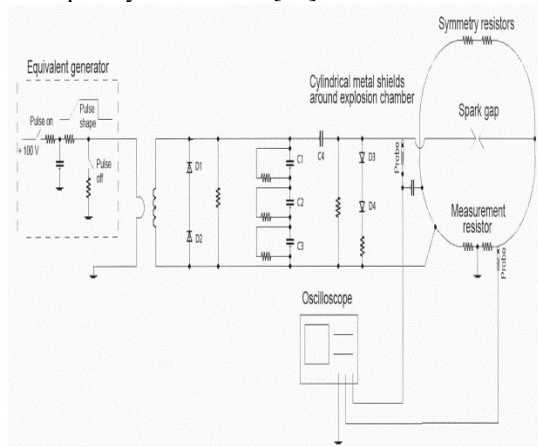 Symmetry resistors
Equivalent generator
Cylindrical metal shields
around explosion chamber
Spark gap
Pulse on
Pulse
shape
+ 100 V
Pulse
off
D1
D2
C1
C2
C3
C4
D3
D4
Probe
Measurement
resistor
Probe
Oscilloscope